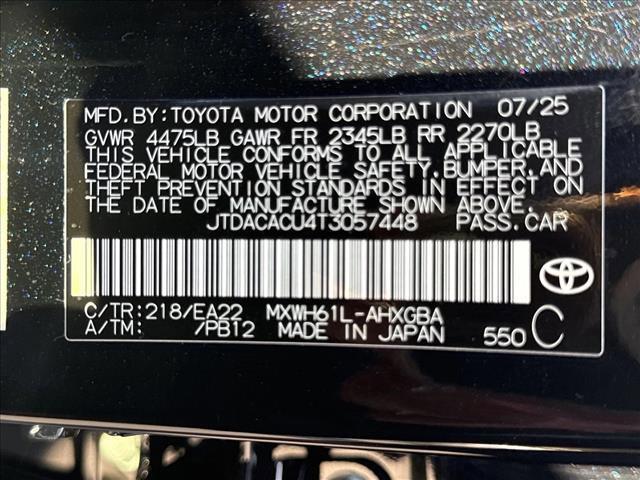 MFD. BY: TOYOTA MOTOR CORPORATION 07/25
GVWR 4475LB GAWR FR 2345LB RR 2270LB
THIS VEHICLE CONFORMS TO ALL APPLICABLE
FEDERAL MOTOR VEHICLE SAFETY, BUMPER, AND
THEFT PREVENTION STANDARDS IN EFFECT ON
THE DATE OF MANUFACTURE SHOWN ABOVE.
JTDACACU4T3057448 PASS. CAR
C/TR: 218/EA22 MXWH61L-AHXGBA
A/TM: /PB12 MADE IN JAPAN 550 C